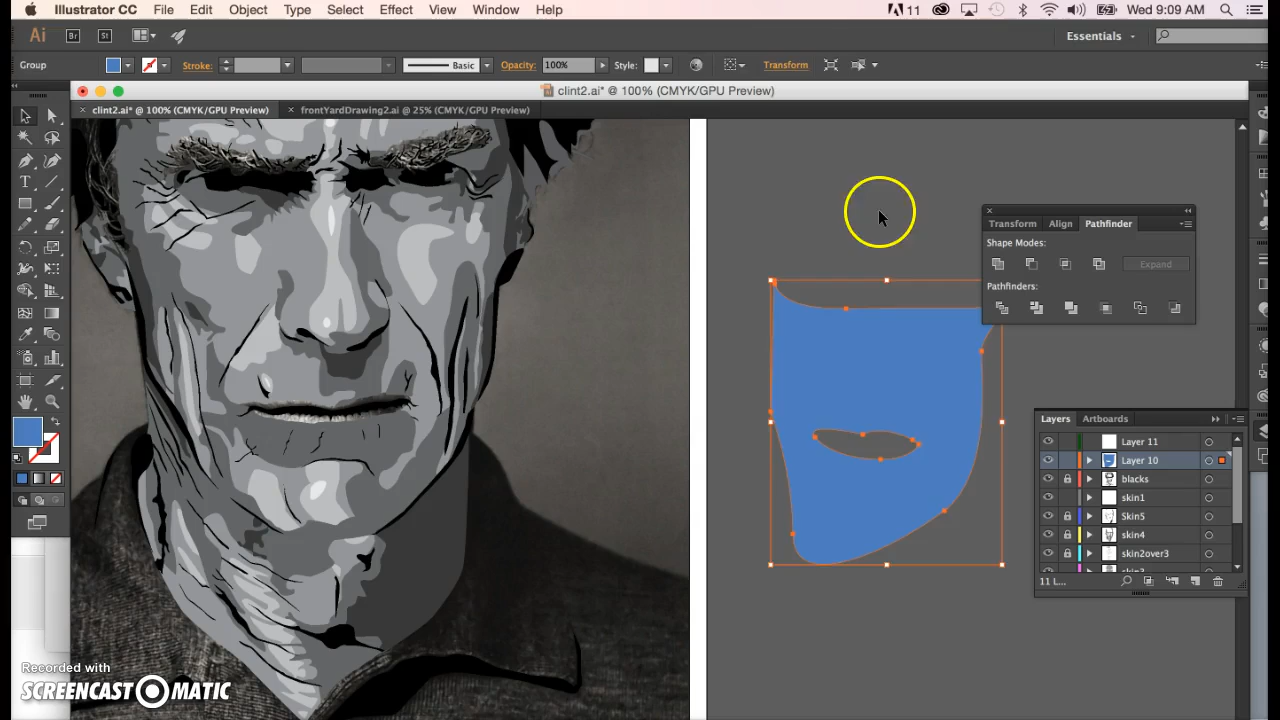 Illustrator CC File Edit Object Type Select Effect View Window Help 11 Wed 9:09 AM
Ai Br St Essentials
Group Stroke: Basic Opacity: 100% Style: Transform
clint2.ai* @ 100% (CMYK/GPU Preview)
clint2.ai* @ 100% (CMYK/GPU Preview) frontYardDrawing2.ai @ 25% (CMYK/GPU Preview)
Transform Align Pathfinder
Shape Modes:
Expand
Pathfinders:
Layers Artboards
Layer 11
Layer 10
blacks
skin1
Skin5
skin4
skin2over3
11 L...
Recorded with
SCREENCAST MATIC